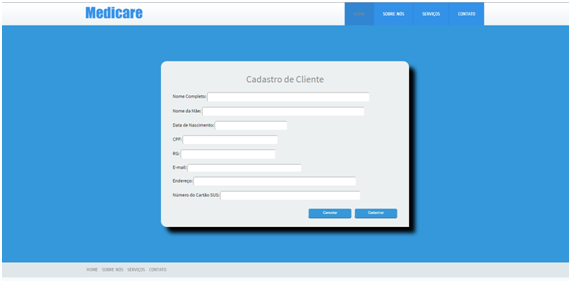 Medicare
HOME SOBRE NÓS SERVIÇOS CONTATO
Cadastro de Cliente
Nome Completo:
Nome da Mãe:
Data de Nascimento:
CPF:
RG:
E-mail:
Endereço:
Número do Cartão SUS:
Cancelar Cadastrar
HOME SOBRE NÓS SERVIÇOS CONTATO